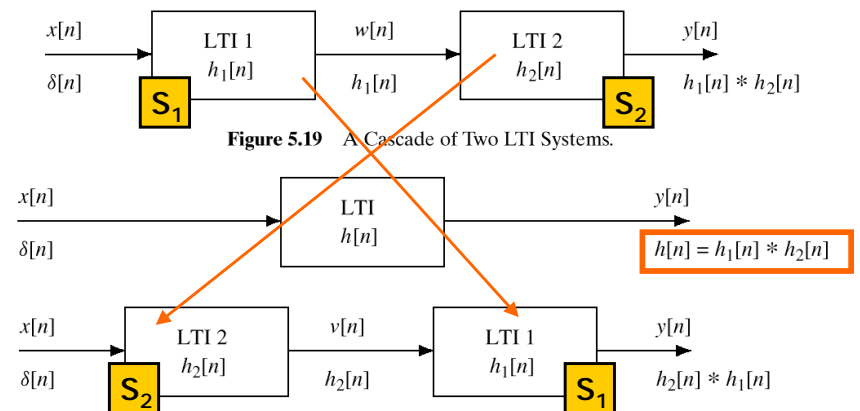 x[n] LTI 1 w[n] LTI 2 y[n]
δ[n] h₁[n] h₁[n] h₂[n] h₁[n] * h₂[n]
S₁ S₂
Figure 5.19 A Cascade of Two LTI Systems.
x[n] LTI y[n]
δ[n] h[n] h[n] = h₁[n] * h₂[n]
x[n] LTI 2 v[n] LTI 1 y[n]
δ[n] h₂[n] h₂[n] h₁[n] h₂[n] * h₁[n]
S₂ S₁